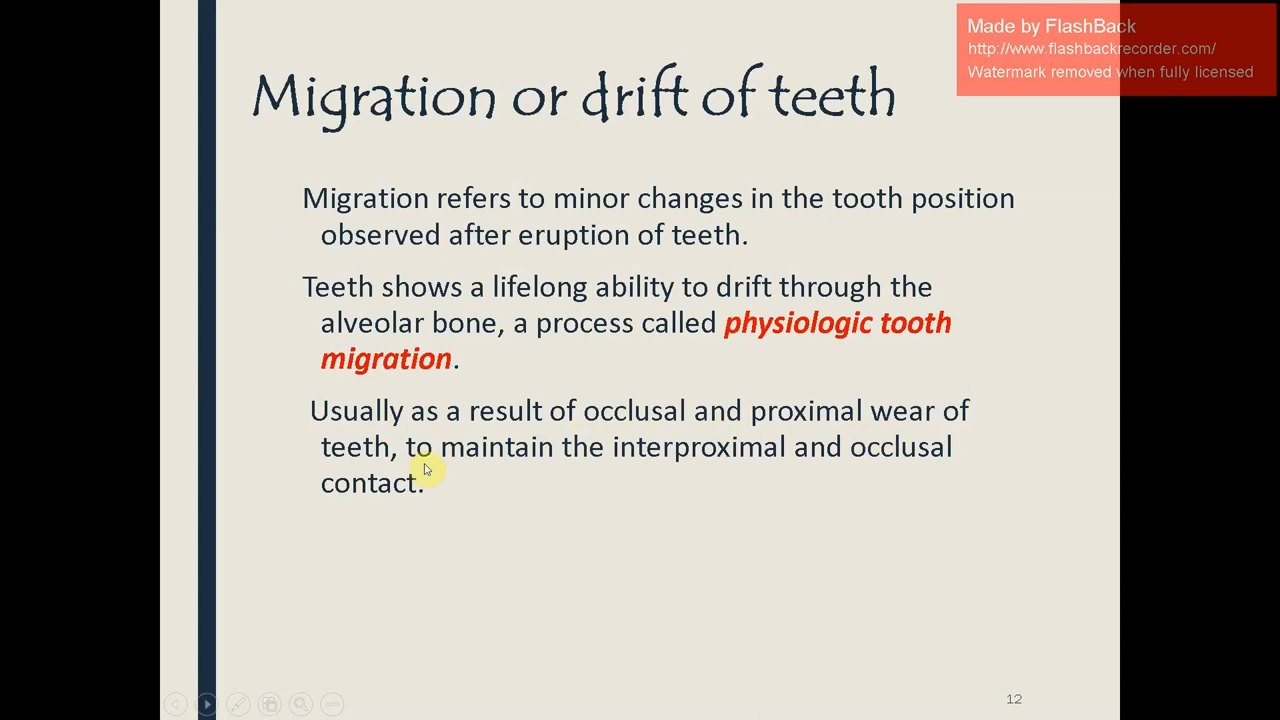 Made by FlashBack
http://www.flashbackrecorder.com/
Watermark removed when fully licensed
Migration or drift of teeth
Migration refers to minor changes in the tooth position
observed after eruption of teeth.
Teeth shows a lifelong ability to drift through the
alveolar bone, a process called physiologic tooth
migration.
Usually as a result of occlusal and proximal wear of
teeth, to maintain the interproximal and occlusal
contact.
12